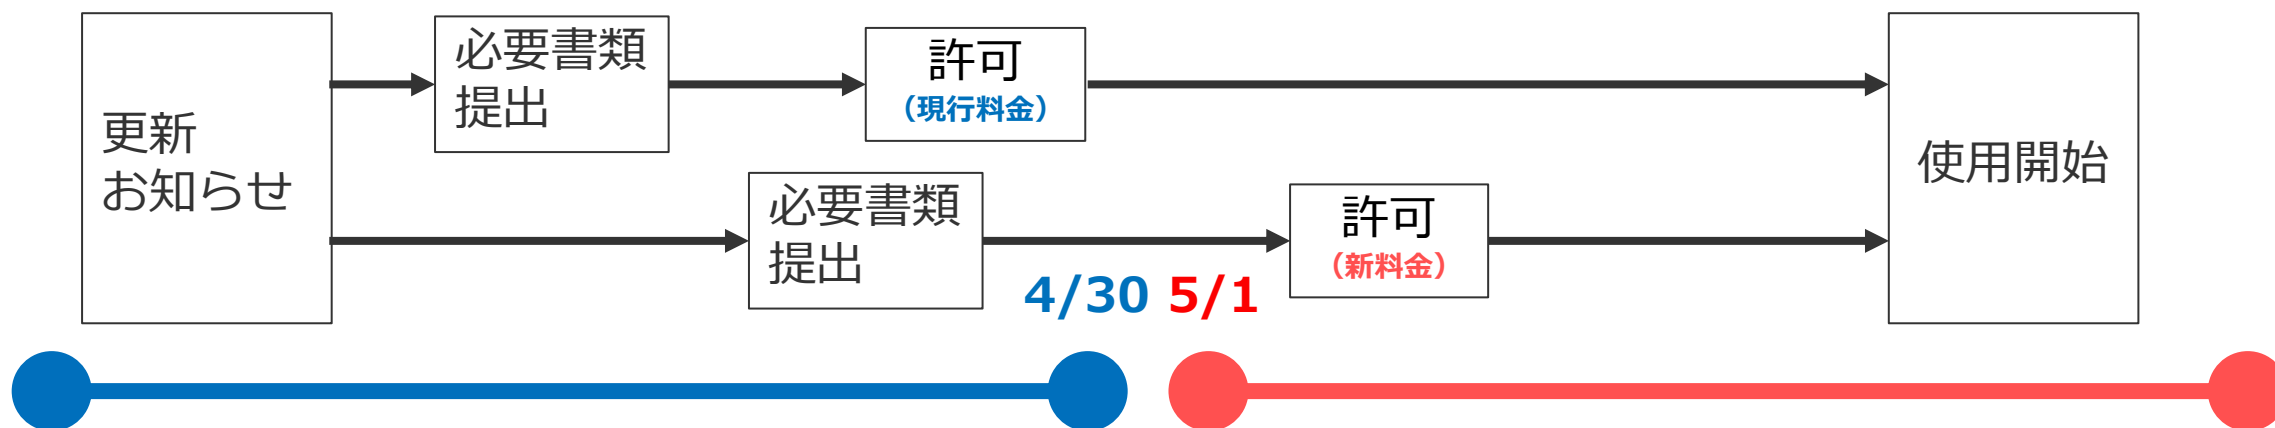 更新
お知らせ
必要書類
提出
許可
（現行料金）
必要書類
提出
許可
（新料金）
4/30 5/1
使用開始